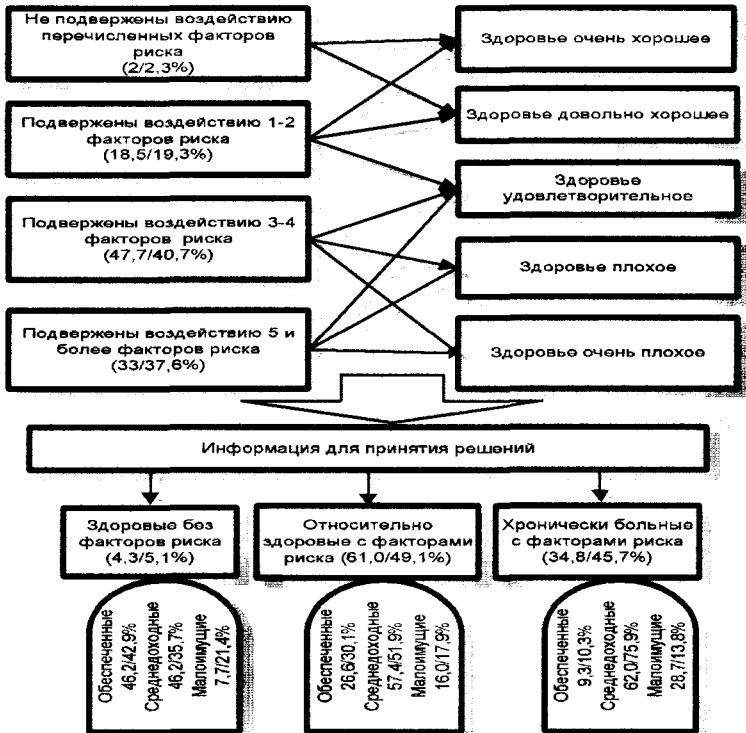 Не подвержены воздействию
перечисленных факторов
риска
(2/2,3%)
Подвержены воздействию 1-2
факторов риска
(18,5/19,3%)
Подвержены воздействию 3-4
факторов риска
(47,7/40,7%)
Подвержены воздействию 5 и
более факторов риска
(33/37,6%)
Здоровье очень хорошее
Здоровье довольно хорошее
Здоровье
удовлетворительное
Здоровье плохое
Здоровье очень плохое
Информация для принятия решений
Здоровые без
факторов риска
(4,3/5,1%)
Относительно
здоровые с факторами
риска (61,0/49,1%)
Хронически больные
с факторами риска
(34,8/45,7%)
Обеспеченные
46,2/42,9%
Среднедоходные
46,2/35,7%
Малоимущие
7,7/21,4%
Обеспеченные
26,6/30,1%
Среднедоходные
57,4/51,9%
Малоимущие
16,0/17,9%
Обеспеченные
9,3/10,3%
Среднедоходные
62,0/75,9%
Малоимущие
28,7/13,8%